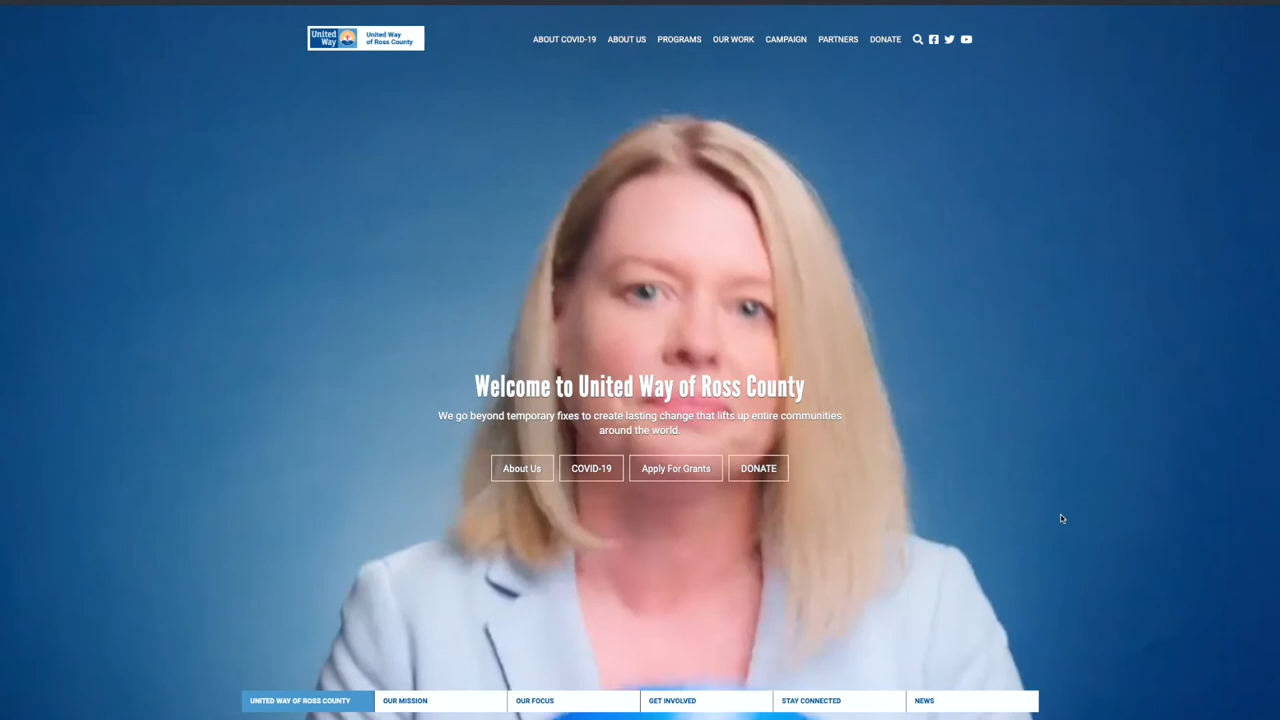 United
Way
United Way
of Ross County
ABOUT COVID-19 ABOUT US PROGRAMS OUR WORK CAMPAIGN PARTNERS DONATE
Welcome to United Way of Ross County
We go beyond temporary fixes to create lasting change that lifts up entire communities
around the world.
About Us COVID-19 Apply For Grants DONATE
UNITED WAY OF ROSS COUNTY OUR MISSION OUR FOCUS GET INVOLVED STAY CONNECTED NEWS